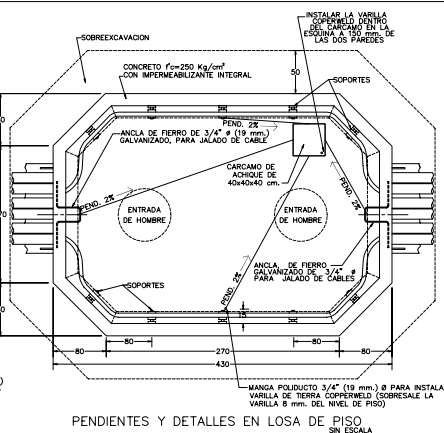 INSTALAR LA VARILLA
COPERWELD DENTRO
DEL CARCAMO EN LA
ESQUINA A 150 mm. DE
LAS DOS PAREDES
SOBREEXCAVACION
CONCRETO f'c=250 Kg/cm²
CON IMPERMEABILIZANTE INTEGRAL
50
SOPORTES
PEND. 2%
ANCLA DE FIERRO DE 3/4" ø (19 mm.)
GALVANIZADO, PARA JALADO DE CABLE
CARCAMO DE
ACHIQUE DE
40x40x40 cm.
PEND. 2%
PEND. 2%
ENTRADA
DE HOMBRE
ENTRADA
DE HOMBRE
ANCLA, DE FIERRO
GALVANIZADO DE 3/4" ø
PARA JALADO DE CABLES
PEND. 2%
SOPORTES
15
80
80
80
270
80
430
MANGA POLIDUCTO 3/4" (19 mm.) Ø PARA INSTALA
VARILLA DE TIERRA COPPERWELD (SOBRESALE LA
VARILLA 8 mm. DEL NIVEL DE PISO)
PENDIENTES Y DETALLES EN LOSA DE PISO
SIN ESCALA